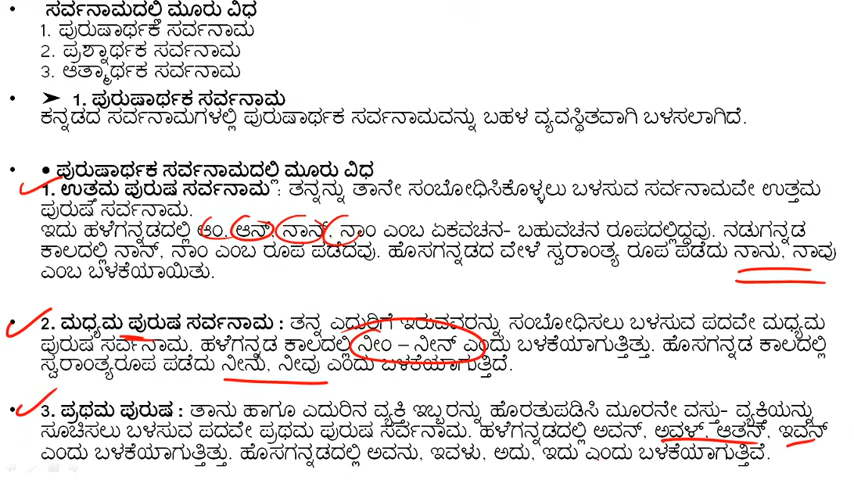 • ಸರ್ವನಾಮದಲ್ಲಿ ಮೂರು ವಿಧ
1. ಪುರುಷಾರ್ಥಕ ಸರ್ವನಾಮ
2. ಪ್ರಶ್ನಾರ್ಥಕ ಸರ್ವನಾಮ
3. ಆತ್ಮಾರ್ಥಕ ಸರ್ವನಾಮ
• ➤ 1. ಪುರುಷಾರ್ಥಕ ಸರ್ವನಾಮ
ಕನ್ನಡದ ಸರ್ವನಾಮಗಳಲ್ಲಿ ಪುರುಷಾರ್ಥಕ ಸರ್ವನಾಮವನ್ನು ಬಹಳ ವ್ಯವಸ್ಥಿತವಾಗಿ ಬಳಸಲಾಗಿದೆ.
• • ಪುರುಷಾರ್ಥಕ ಸರ್ವನಾಮದಲ್ಲಿ ಮೂರು ವಿಧ
1. ಉತ್ತಮ ಪುರುಷ ಸರ್ವನಾಮ : ತನ್ನನ್ನು ತಾನೇ ಸಂಬೋಧಿಸಿಕೊಳ್ಳಲು ಬಳಸುವ ಸರ್ವನಾಮವೇ ಉತ್ತಮ
ಪುರುಷ ಸರ್ವನಾಮ.
ಇದು ಹಳೆಗನ್ನಡದಲ್ಲಿ ಆಂ, ಆನ್, ನಾನ್, ನಾಂ ಎಂಬ ಏಕವಚನ- ಬಹುವಚನ ರೂಪದಲ್ಲಿದ್ದವು. ನಡುಗನ್ನಡ
ಕಾಲದಲ್ಲಿ ನಾನ್, ನಾಂ ಎಂಬ ರೂಪ ಪಡೆದವು. ಹೊಸಗನ್ನಡದ ವೇಳೆ ಸ್ವರಾಂತ್ಯ ರೂಪ ಪಡೆದು ನಾನು, ನಾವು
ಎಂಬ ಬಳಕೆಯಾಯಿತು.
• 2. ಮಧ್ಯಮ ಪುರುಷ ಸರ್ವನಾಮ : ತನ್ನ ಎದುರಿಗೆ ಇರುವವರನ್ನು ಸಂಬೋಧಿಸಲು ಬಳಸುವ ಪದವೇ ಮಧ್ಯಮ
ಪುರುಷ ಸರ್ವನಾಮ. ಹಳೆಗನ್ನಡ ಕಾಲದಲ್ಲಿ ನೀಂ – ನೀನ್ ಎಂದು ಬಳಕೆಯಾಗುತ್ತಿತ್ತು. ಹೊಸಗನ್ನಡ ಕಾಲದಲ್ಲಿ
ಸ್ವರಾಂತ್ಯರೂಪ ಪಡೆದು ನೀನು, ನೀವು ಎಂದು ಬಳಕೆಯಾಗುತ್ತಿದೆ.
• 3. ಪ್ರಥಮ ಪುರುಷ : ತಾನು ಹಾಗೂ ಎದುರಿನ ವ್ಯಕ್ತಿ ಇಬ್ಬರನ್ನು ಹೊರತುಪಡಿಸಿ ಮೂರನೇ ವಸ್ತು- ವ್ಯಕ್ತಿಯನ್ನು
ಸೂಚಿಸಲು ಬಳಸುವ ಪದವೇ ಪ್ರಥಮ ಪುರುಷ ಸರ್ವನಾಮ. ಹಳೆಗನ್ನಡದಲ್ಲಿ ಅವನ್, ಅವಳ್, ಆತನ್, ಇವನ್
ಎಂದು ಬಳಕೆಯಾಗುತ್ತಿತ್ತು. ಹೊಸಗನ್ನಡದಲ್ಲಿ ಅವನು, ಇವಳು, ಅದು, ಇದು ಎಂದು ಬಳಕೆಯಾಗುತ್ತಿವೆ.